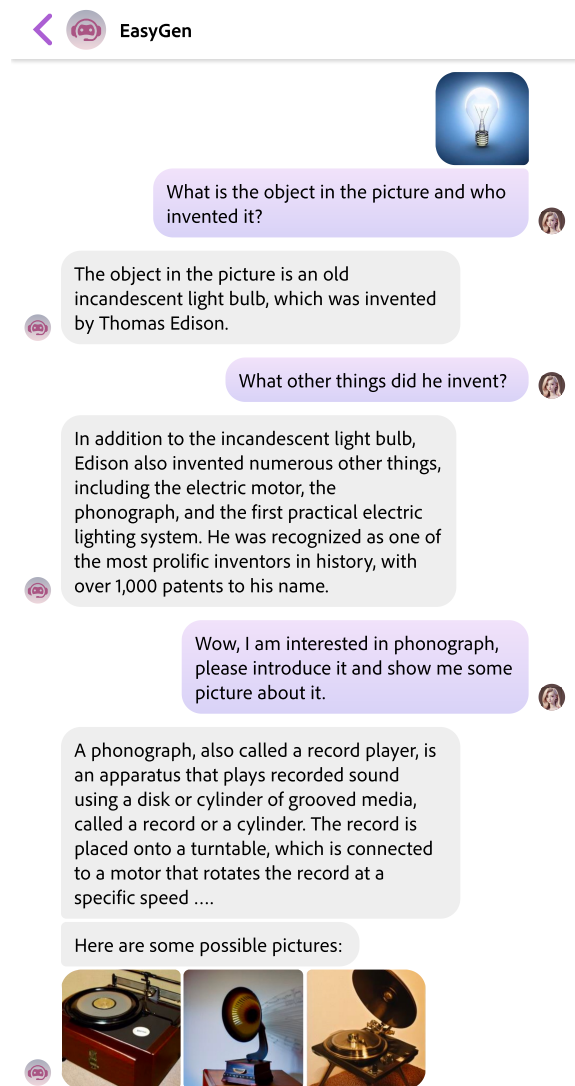 EasyGen
What is the object in the picture and who
invented it?
The object in the picture is an old
incandescent light bulb, which was invented
by Thomas Edison.
What other things did he invent?
In addition to the incandescent light bulb,
Edison also invented numerous other things,
including the electric motor, the
phonograph, and the first practical electric
lighting system. He was recognized as one of
the most prolific inventors in history, with
over 1,000 patents to his name.
Wow, I am interested in phonograph,
please introduce it and show me some
picture about it.
A phonograph, also called a record player, is
an apparatus that plays recorded sound
using a disk or cylinder of grooved media,
called a record or a cylinder. The record is
placed onto a turntable, which is connected
to a motor that rotates the record at a
specific speed ....
Here are some possible pictures: